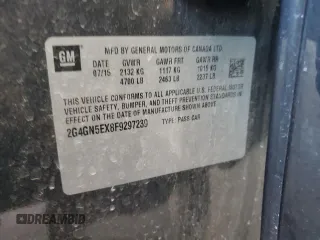 GM
MFD BY GENERAL MOTORS OF CANADA LTD.
DATE GVWR GAWR FRT GAWR RR
07/15 2132 KG 1117 KG 1015 KG
4700 LB 2463 LB 2237 LB
THIS VEHICLE CONFORMS TO ALL APPLICABLE U.S. FEDERAL MOTOR
VEHICLE SAFETY, BUMPER, AND THEFT PREVENTION STANDARDS IN EFFECT
ON THE DATE OF MANUFACTURE SHOWN ABOVE.
2G4GN5EX8F9297230
TYPE: PASS CAR
DREAMBID